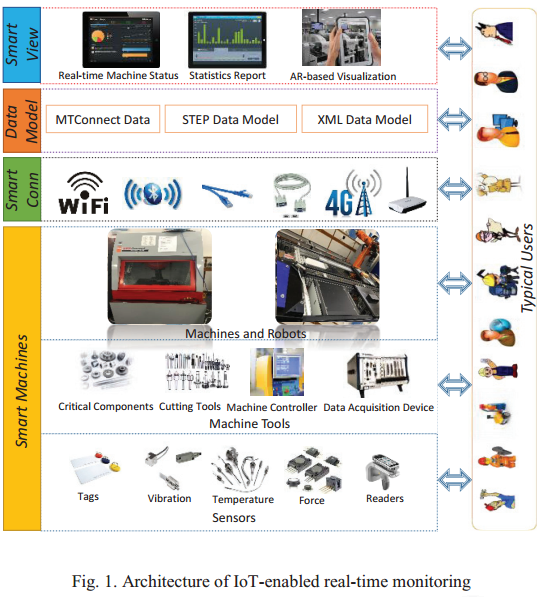 Smart View
Real-time Machine Status
Statistics Report
AR-based Visualization
Data Model
MTConnect Data
STEP Data Model
XML Data Model
Smart Conn
WiFi
4G
Smart Machines
Machines and Robots
Critical Components
Cutting Tools
Machine Controller
Data Acquisition Device
Machine Tools
Tags
Vibration
Temperature
Force
Readers
Sensors
Typical Users
Fig. 1. Architecture of IoT-enabled real-time monitoring